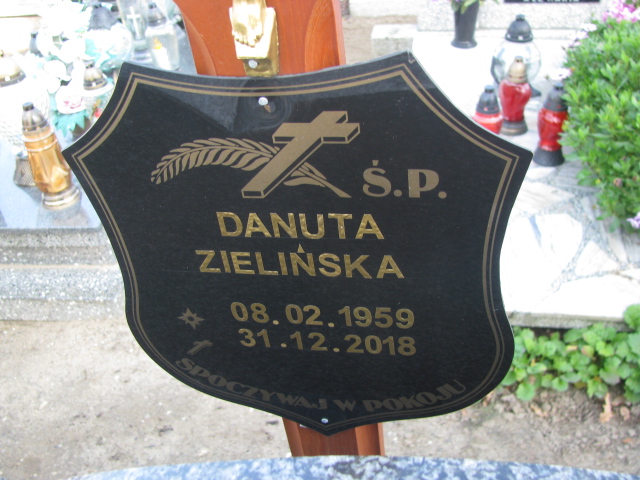 Ś.P.
DANUTA
ZIELIŃSKA
08.02.1959
31.12.2018
SPOCZYWAJ W POKOJU